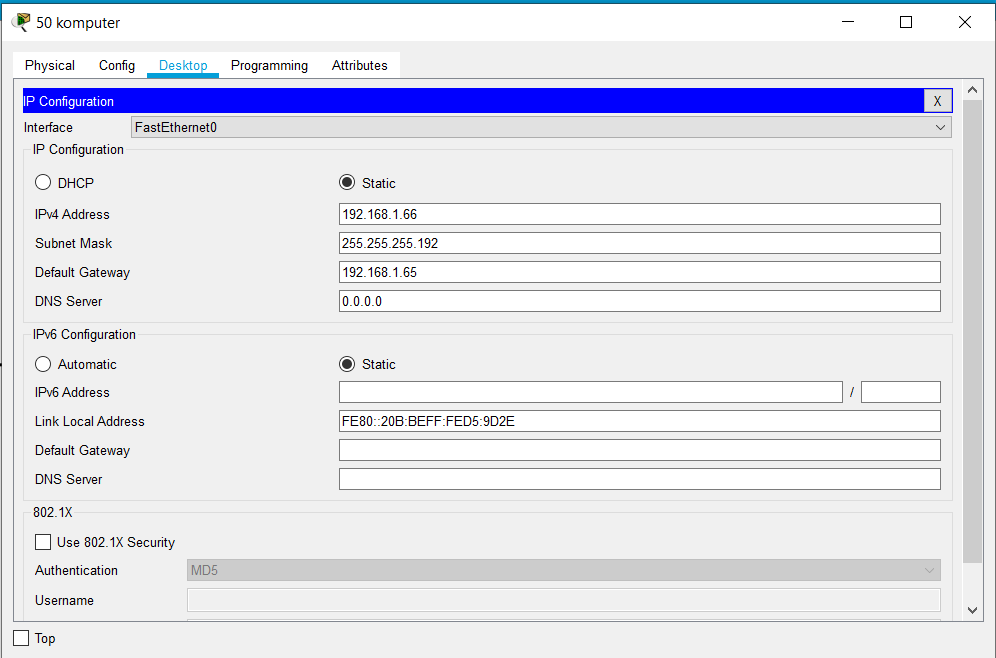 50 komputer
Physical Config Desktop Programming Attributes
IP Configuration X
Interface FastEthernet0
IP Configuration
DHCP Static
IPv4 Address 192.168.1.66
Subnet Mask 255.255.255.192
Default Gateway 192.168.1.65
DNS Server 0.0.0.0
IPv6 Configuration
Automatic Static
IPv6 Address /
Link Local Address FE80::20B:BEFF:FED5:9D2E
Default Gateway
DNS Server
802.1X
Use 802.1X Security
Authentication MD5
Username
Top